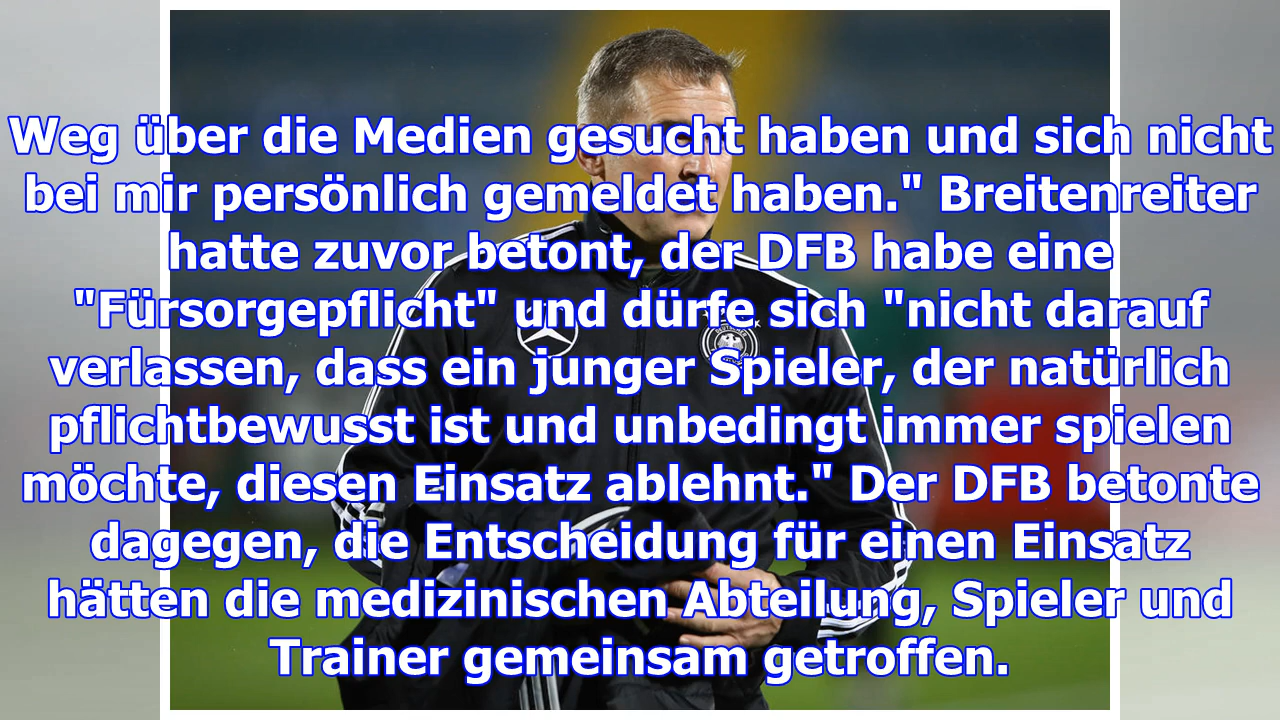 Weg über die Medien gesucht haben und sich nicht
bei mir persönlich gemeldet haben." Breitenreiter
hatte zuvor betont, der DFB habe eine
"Fürsorgepflicht" und dürfe sich "nicht darauf
verlassen, dass ein junger Spieler, der natürlich
pflichtbewusst ist und unbedingt immer spielen
möchte, diesen Einsatz ablehnt." Der DFB betonte
dagegen, die Entscheidung für einen Einsatz
hätten die medizinischen Abteilung, Spieler und
Trainer gemeinsam getroffen.